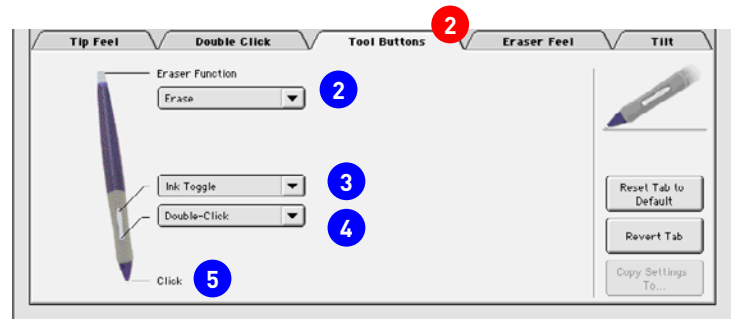 2
Tip Feel Double Click Tool Buttons Eraser Feel Tilt
Eraser Function
Erase 2
Ink Toggle 3
Double-Click 4
Click 5
Reset Tab to
Default
Revert Tab
Copy Settings
To...